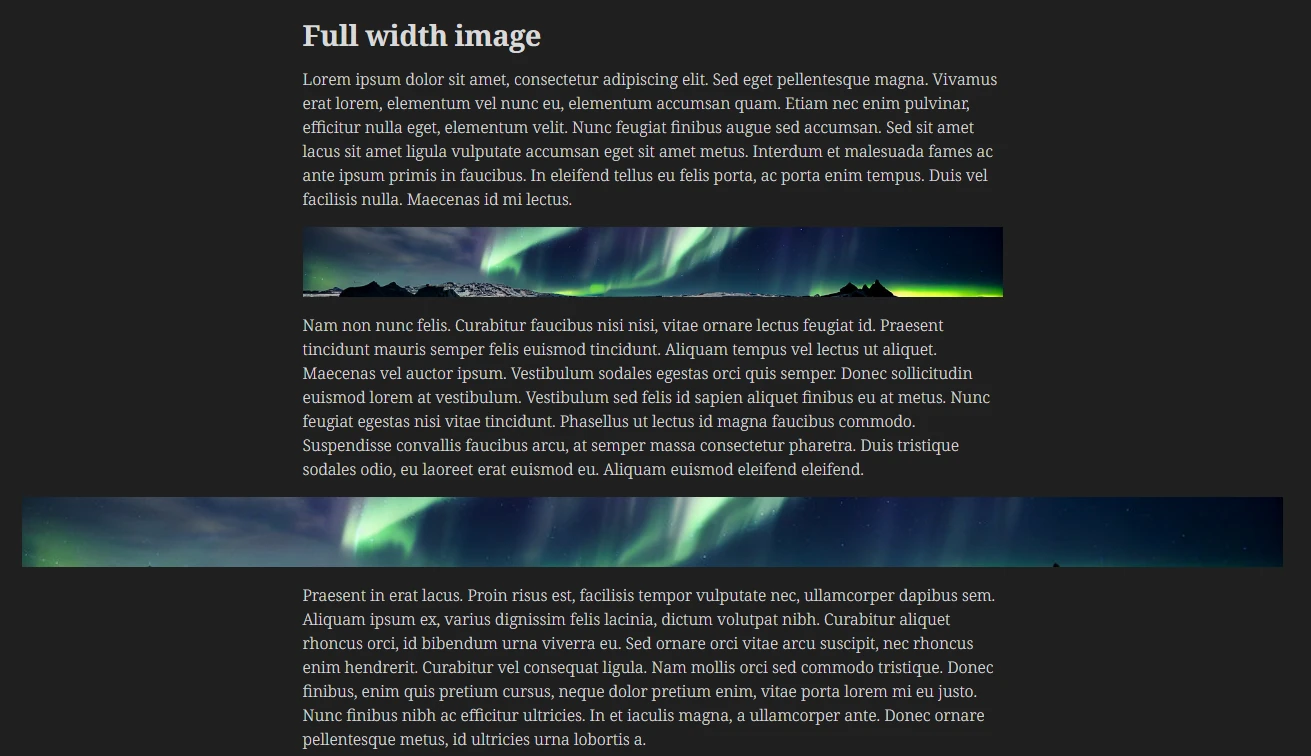 Full width image
Lorem ipsum dolor sit amet, consectetur adipiscing elit. Sed eget pellentesque magna. Vivamus
erat lorem, elementum vel nunc eu, elementum accumsan quam. Etiam nec enim pulvinar,
efficitur nulla eget, elementum velit. Nunc feugiat finibus augue sed accumsan. Sed sit amet
lacus sit amet ligula vulputate accumsan eget sit amet metus. Interdum et malesuada fames ac
ante ipsum primis in faucibus. In eleifend tellus eu felis porta, ac porta enim tempus. Duis vel
facilisis nulla. Maecenas id mi lectus.
Nam non nunc felis. Curabitur faucibus nisi nisi, vitae ornare lectus feugiat id. Praesent
tincidunt mauris semper felis euismod tincidunt. Aliquam tempus vel lectus ut aliquet.
Maecenas vel auctor ipsum. Vestibulum sodales egestas orci quis semper. Donec sollicitudin
euismod lorem at vestibulum. Vestibulum sed felis id sapien aliquet finibus eu at metus. Nunc
feugiat egestas nisi vitae tincidunt. Phasellus ut lectus id magna faucibus commodo.
Suspendisse convallis faucibus arcu, at semper massa consectetur pharetra. Duis tristique
sodales odio, eu laoreet erat euismod eu. Aliquam euismod eleifend eleifend.
Praesent in erat lacus. Proin risus est, facilisis tempor vulputate nec, ullamcorper dapibus sem.
Aliquam ipsum ex, varius dignissim felis lacinia, dictum volutpat nibh. Curabitur aliquet
rhoncus orci, id bibendum urna viverra eu. Sed ornare orci vitae arcu suscipit, nec rhoncus
enim hendrerit. Curabitur vel consequat ligula. Nam mollis orci sed commodo tristique. Donec
finibus, enim quis pretium cursus, neque dolor pretium enim, vitae porta lorem mi eu justo.
Nunc finibus nibh ac efficitur ultricies. In et iaculis magna, a ullamcorper ante. Donec ornare
pellentesque metus, id ultricies urna lobortis a.